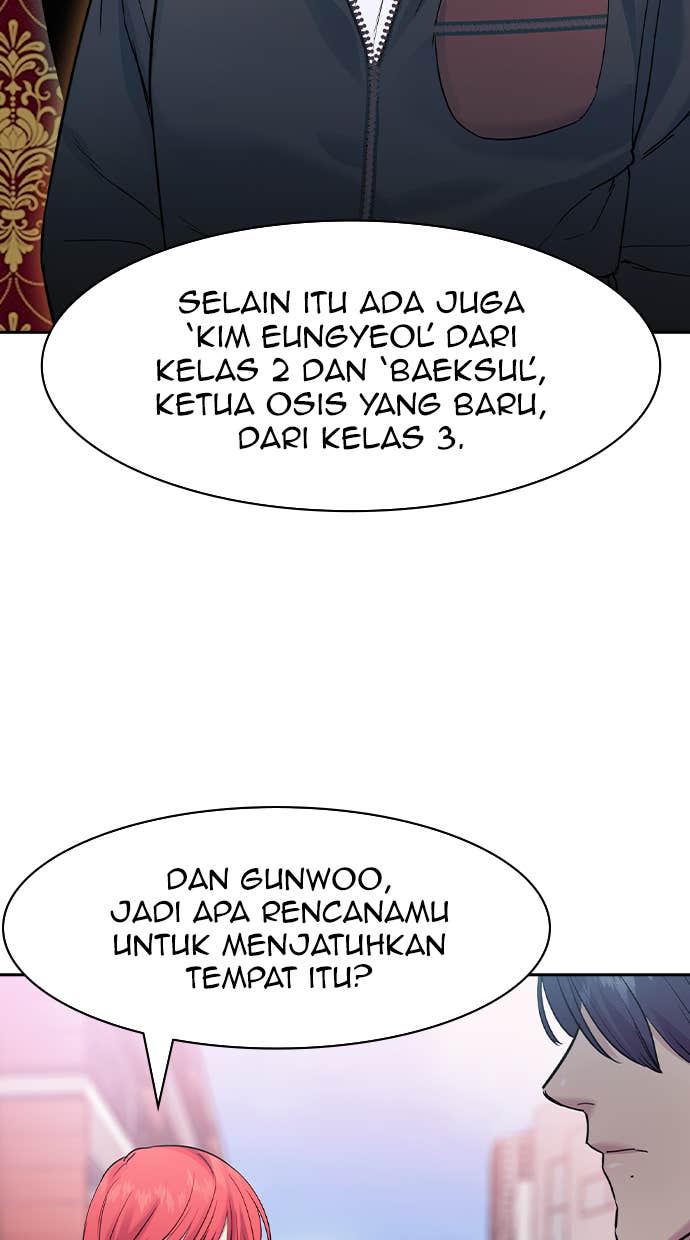 SELAIN ITU ADA JUGA
‘KIM EUNGYEOL’ DARI
KELAS 2 DAN ‘BAEKSUL’,
KETUA OSIS YANG BARU,
DARI KELAS 3.
DAN GUNWOO,
JADI APA RENCANAMU
UNTUK MENJATUHKAN
TEMPAT ITU?